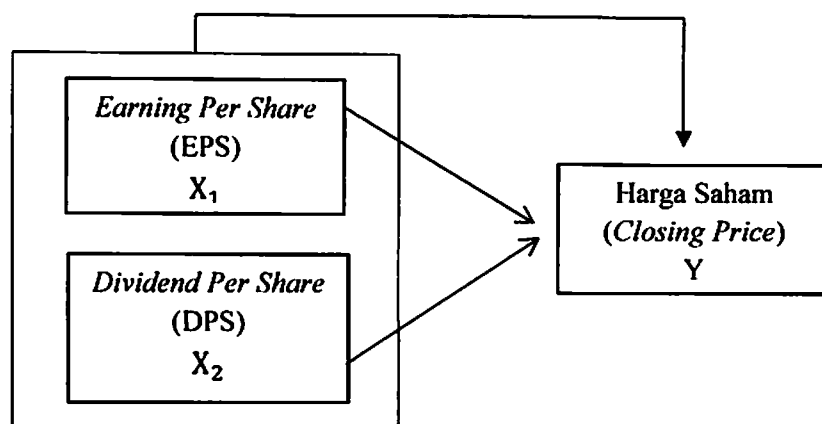 Earning Per Share
(EPS)
X₁
Harga Saham
(Closing Price)
Y
Dividend Per Share
(DPS)
X₂